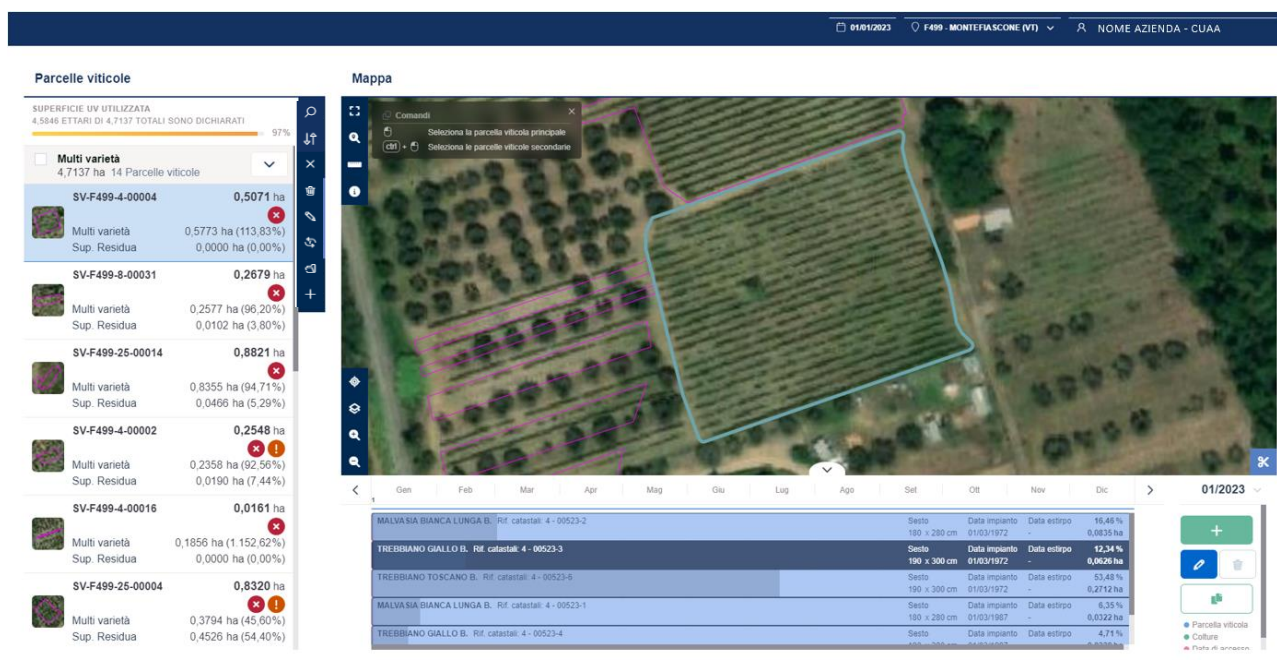 01/01/2023 F499 - MONTEFIASCONE (VT) NOME AZIENDA - CUAA
Parcelle viticole
SUPERFICIE UV UTILIZZATA
4,5846 ETTARI DI 4,7137 TOTALI SONO DICHIARATI
97%
Multi varietà
4,7137 ha 14 Parcelle viticole
SV-F499-4-00004 0,5071 ha
Multi varietà 0,5773 ha (113,83%)
Sup. Residua 0,0000 ha (0,00%)
SV-F499-8-00031 0,2679 ha
Multi varietà 0,2577 ha (96,20%)
Sup. Residua 0,0102 ha (3,80%)
SV-F499-25-00014 0,8821 ha
Multi varietà 0,8355 ha (94,71%)
Sup. Residua 0,0466 ha (5,29%)
SV-F499-4-00002 0,2548 ha
Multi varietà 0,2358 ha (92,56%)
Sup. Residua 0,0190 ha (7,44%)
SV-F499-4-00016 0,0161 ha
Multi varietà 0,1856 ha (1.152,62%)
Sup. Residua 0,0000 ha (0,00%)
SV-F499-25-00004 0,8320 ha
Multi varietà 0,3794 ha (45,60%)
Sup. Residua 0,4526 ha (54,40%)
Mappa
Comandi
Seleziona la parcella viticola principale
ctrl + Seleziona le parcelle viticole secondarie
Gen Feb Mar Apr Mag Giu Lug Ago Set Ott Nov Dic 01/2023
1
MALVASIA BIANCA LUNGA B. Rif. catastali: 4 - 00523-2 Sesto Data impianto Data estirpo 16,46 %
180 x 280 cm 01/03/1972 - 0,0835 ha
TREBBIANO GIALLO B. Rif. catastali: 4 - 00523-3 Sesto Data impianto Data estirpo 12,34 %
190 x 300 cm 01/03/1972 - 0,0626 ha
TREBBIANO TOSCANO B. Rif. catastali: 4 - 00523-5 Sesto Data impianto Data estirpo 53,48 %
190 x 300 cm 01/03/1972 - 0,2712 ha
MALVASIA BIANCA LUNGA B. Rif. catastali: 4 - 00523-1 Sesto Data impianto Data estirpo 6,35 %
180 x 280 cm 01/03/1987 - 0,0322 ha
TREBBIANO GIALLO B. Rif. catastali: 4 - 00523-4 Sesto Data impianto Data estirpo 4,71 %
Parcella viticola
Colture
Data di accesso